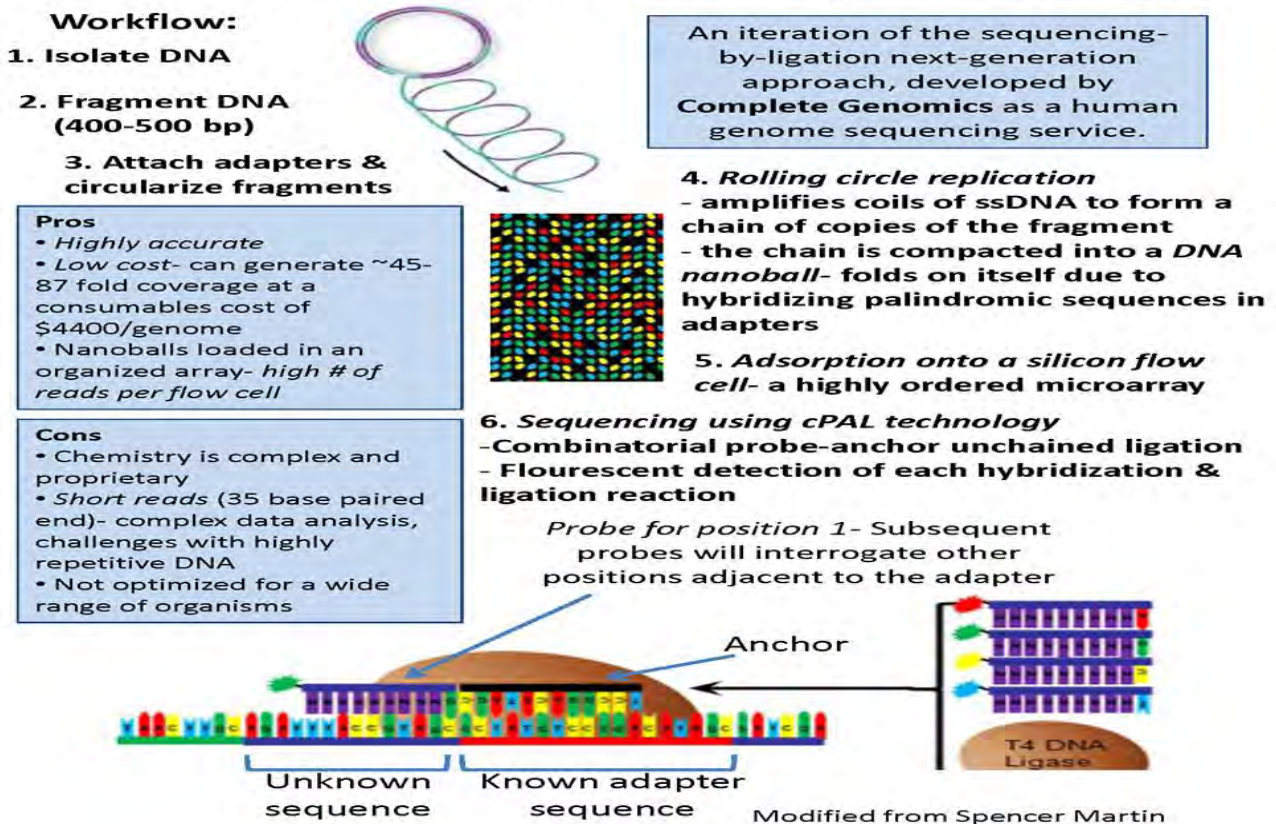 Workflow:
1. Isolate DNA
2. Fragment DNA
(400-500 bp)
3. Attach adapters &
circularize fragments
An iteration of the sequencing-
by-ligation next-generation
approach, developed by
Complete Genomics as a human
genome sequencing service.
Pros
• Highly accurate
• Low cost- can generate ~45-
87 fold coverage at a
consumables cost of
$4400/genome
• Nanoballs loaded in an
organized array- high # of
reads per flow cell
Cons
• Chemistry is complex and
proprietary
• Short reads (35 base paired
end)- complex data analysis,
challenges with highly
repetitive DNA
• Not optimized for a wide
range of organisms
4. Rolling circle replication
- amplifies coils of ssDNA to form a
chain of copies of the fragment
- the chain is compacted into a DNA
nanoball- folds on itself due to
hybridizing palindromic sequences in
adapters
5. Adsorption onto a silicon flow
cell- a highly ordered microarray
6. Sequencing using cPAL technology
-Combinatorial probe-anchor unchained ligation
- Flourescent detection of each hybridization &
ligation reaction
Probe for position 1- Subsequent
probes will interrogate other
positions adjacent to the adapter
Anchor
T4 DNA
Ligase
Unknown
sequence
Known adapter
sequence
Modified from Spencer Martin